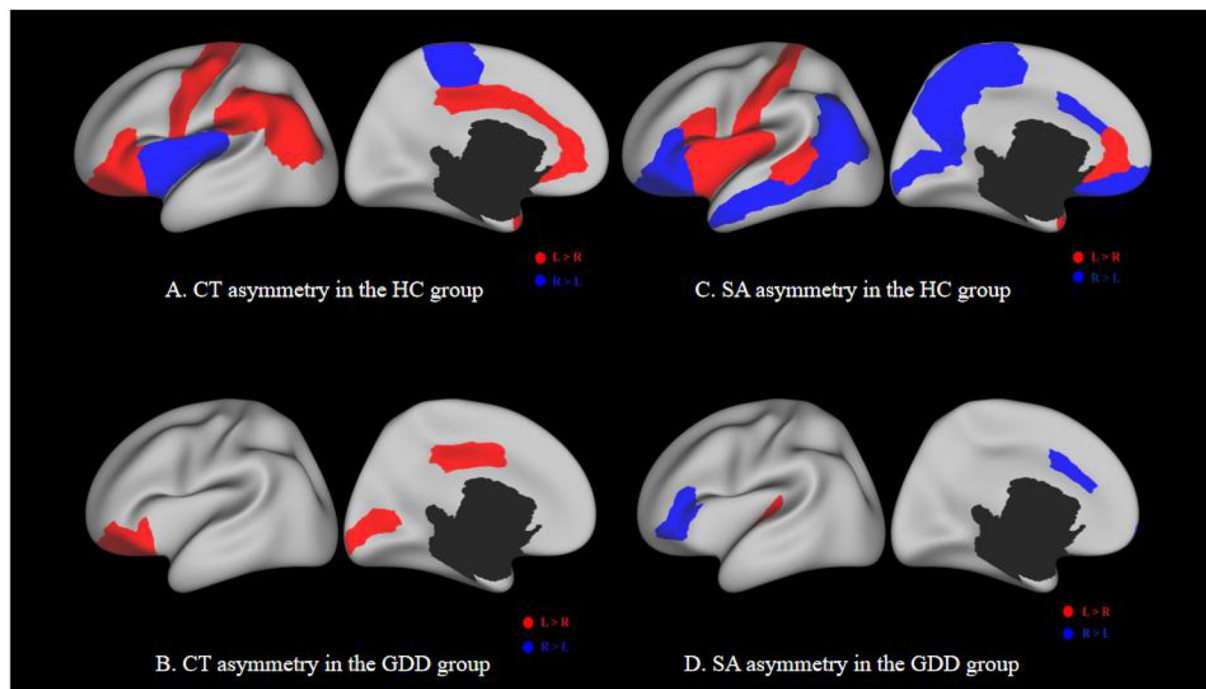 L > R
R > L
A. CT asymmetry in the HC group
L > R
R > L
C. SA asymmetry in the HC group
L > R
R > L
B. CT asymmetry in the GDD group
L > R
R > L
D. SA asymmetry in the GDD group